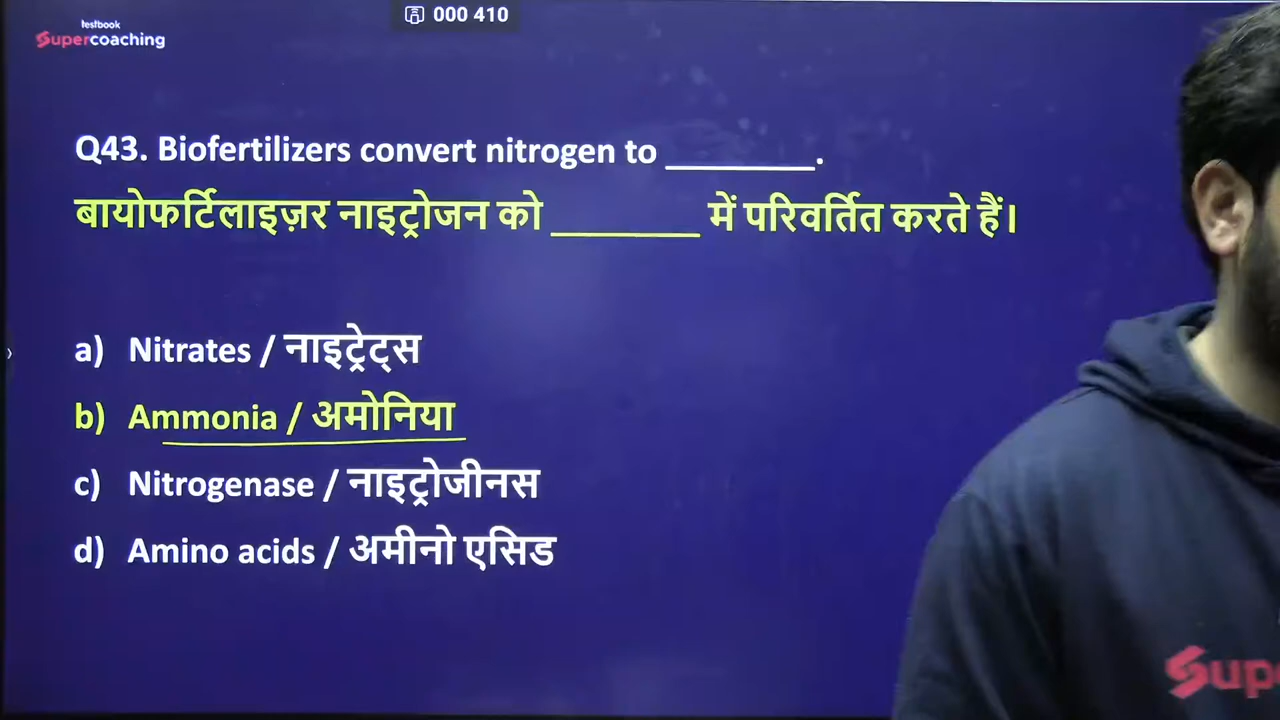 000 410
testbook
Supercoaching
Q43. Biofertilizers convert nitrogen to ________.
बायोफर्टिलाइज़र नाइट्रोजन को ________ में परिवर्तित करते हैं।
a) Nitrates / नाइट्रेट्स
b) Ammonia / अमोनिया
c) Nitrogenase / नाइट्रोजीनस
d) Amino acids / अमीनो एसिड
Sup